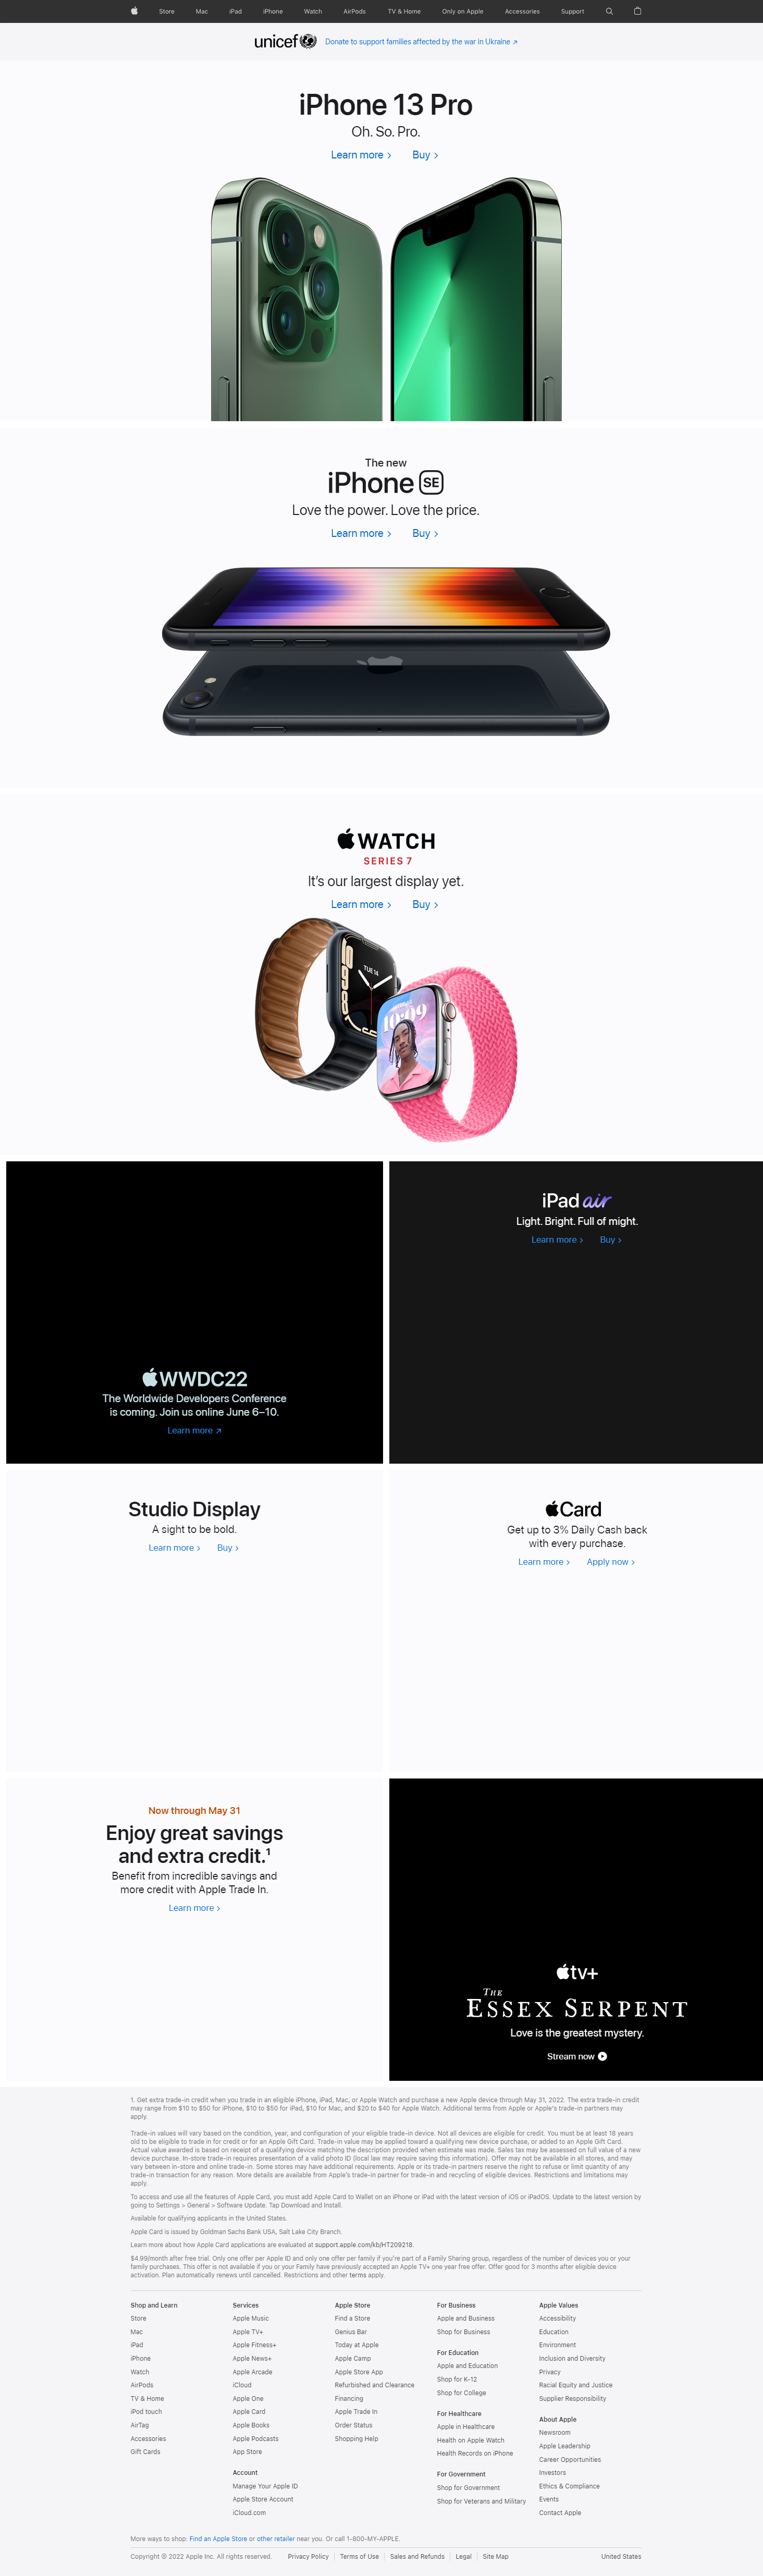 Store Mac iPad iPhone Watch AirPods TV & Home Only on Apple Accessories Support
unicef Donate to support families affected by the war in Ukraine ↗
iPhone 13 Pro
Oh. So. Pro.
Learn more > Buy >
The new
iPhone SE
Love the power. Love the price.
Learn more > Buy >
WATCH
SERIES 7
It's our largest display yet.
Learn more > Buy >
TUE 14
10:09
WWDC22
The Worldwide Developers Conference
is coming. Join us online June 6–10.
Learn more ↗
iPad air
Light. Bright. Full of might.
Learn more > Buy >
Studio Display
A sight to be bold.
Learn more > Buy >
Card
Get up to 3% Daily Cash back
with every purchase.
Learn more > Apply now >
Now through May 31
Enjoy great savings
and extra credit.¹
Benefit from incredible savings and
more credit with Apple Trade In.
Learn more >
tv+
THE
ESSEX SERPENT
Love is the greatest mystery.
Stream now
1. Get extra trade-in credit when you trade in an eligible iPhone, iPad, Mac, or Apple Watch and purchase a new Apple device through May 31, 2022. The extra trade-in credit
may range from $10 to $50 for iPhone, $10 to $50 for iPad, $10 for Mac, and $20 to $40 for Apple Watch. Additional terms from Apple or Apple's trade-in partners may
apply.
Trade-in values will vary based on the condition, year, and configuration of your eligible trade-in device. Not all devices are eligible for credit. You must be at least 18 years
old to be eligible to trade in for credit or for an Apple Gift Card. Trade-in value may be applied toward a qualifying new device purchase, or added to an Apple Gift Card.
Actual value awarded is based on receipt of a qualifying device matching the description provided when estimate was made. Sales tax may be assessed on full value of a new
device purchase. In-store trade-in requires presentation of a valid photo ID (local law may require saving this information). Offer may not be available in all stores, and may
vary between in-store and online trade-in. Some stores may have additional requirements. Apple or its trade-in partners reserve the right to refuse or limit quantity of any
trade-in transaction for any reason. More details are available from Apple's trade-in partner for trade-in and recycling of eligible devices. Restrictions and limitations may
apply.
To access and use all the features of Apple Card, you must add Apple Card to Wallet on an iPhone or iPad with the latest version of iOS or iPadOS. Update to the latest version by
going to Settings > General > Software Update. Tap Download and Install.
Available for qualifying applicants in the United States.
Apple Card is issued by Goldman Sachs Bank USA, Salt Lake City Branch.
Learn more about how Apple Card applications are evaluated at support.apple.com/kb/HT209218.
$4.99/month after free trial. Only one offer per Apple ID and only one offer per family if you're part of a Family Sharing group, regardless of the number of devices you or your
family purchases. This offer is not available if you or your Family have previously accepted an Apple TV+ one year free offer. Offer good for 3 months after eligible device
activation. Plan automatically renews until cancelled. Restrictions and other terms apply.
Shop and Learn
Store
Mac
iPad
iPhone
Watch
AirPods
TV & Home
iPod touch
AirTag
Accessories
Gift Cards
Services
Apple Music
Apple TV+
Apple Fitness+
Apple News+
Apple Arcade
iCloud
Apple One
Apple Card
Apple Books
Apple Podcasts
App Store
Account
Manage Your Apple ID
Apple Store Account
iCloud.com
Apple Store
Find a Store
Genius Bar
Today at Apple
Apple Camp
Apple Store App
Refurbished and Clearance
Financing
Apple Trade In
Order Status
Shopping Help
For Business
Apple and Business
Shop for Business
For Education
Apple and Education
Shop for K-12
Shop for College
For Healthcare
Apple in Healthcare
Health on Apple Watch
Health Records on iPhone
For Government
Shop for Government
Shop for Veterans and Military
Apple Values
Accessibility
Education
Environment
Inclusion and Diversity
Privacy
Racial Equity and Justice
Supplier Responsibility
About Apple
Newsroom
Apple Leadership
Career Opportunities
Investors
Ethics & Compliance
Events
Contact Apple
More ways to shop: Find an Apple Store or other retailer near you. Or call 1-800-MY-APPLE.
Copyright © 2022 Apple Inc. All rights reserved. Privacy Policy Terms of Use Sales and Refunds Legal Site Map United States